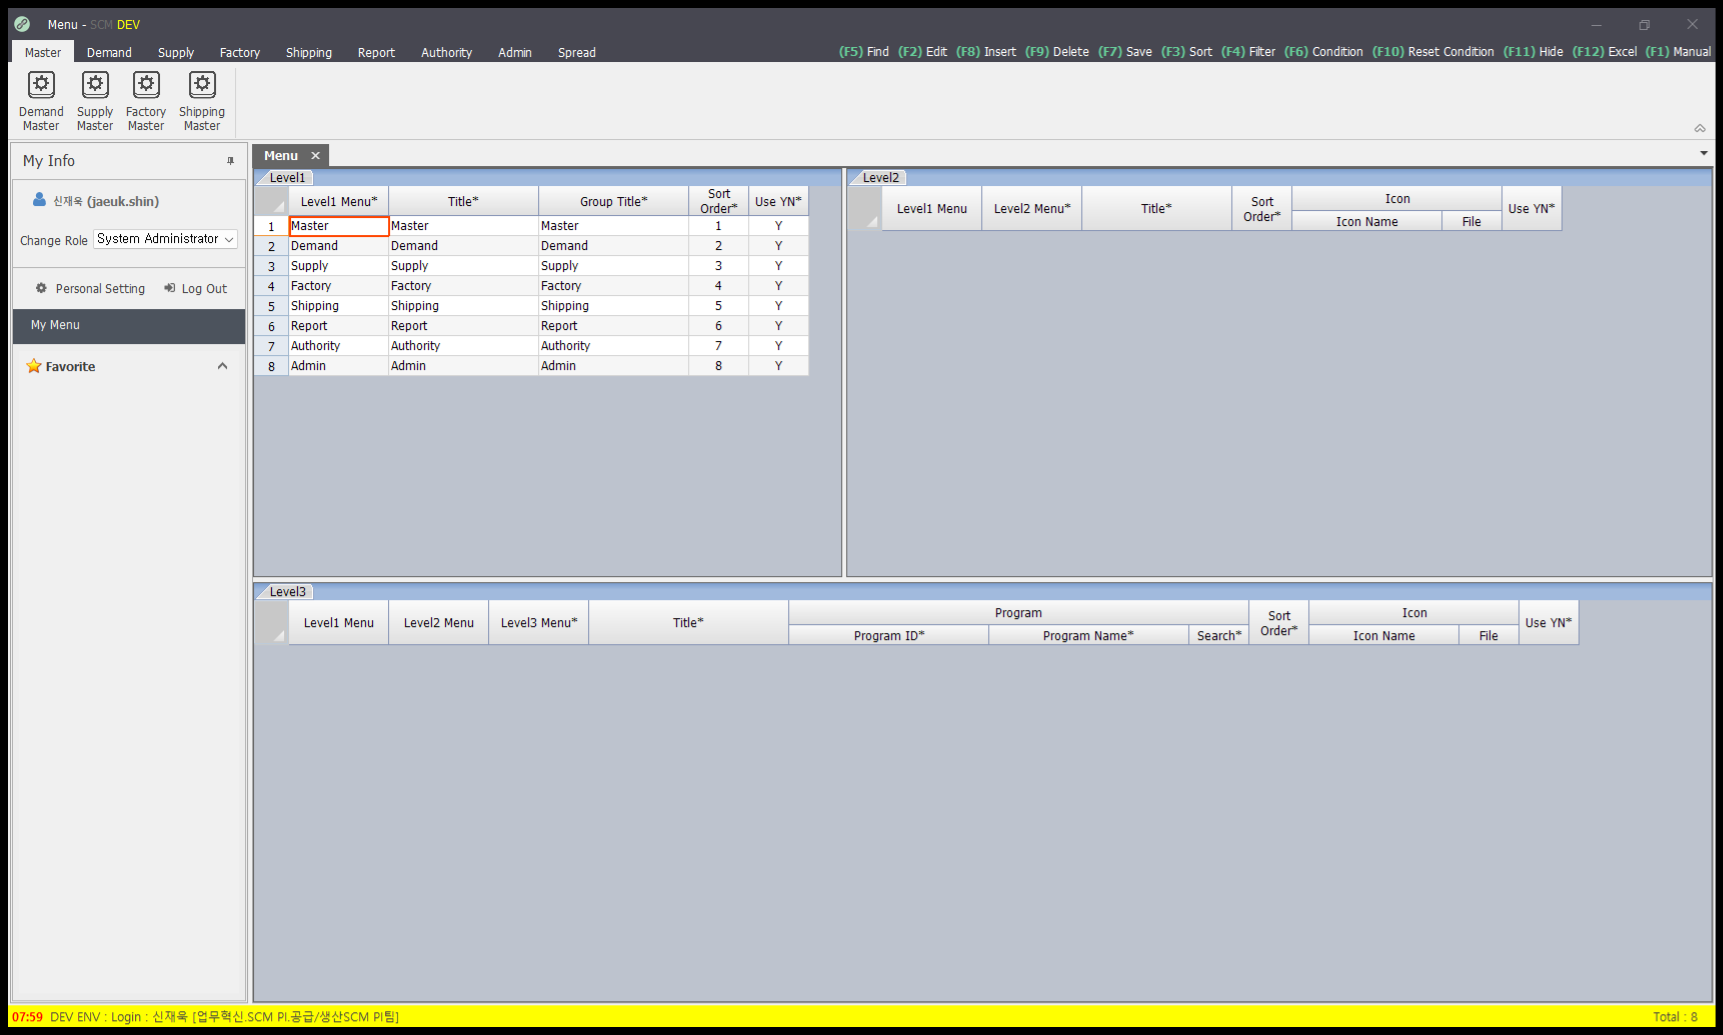 Menu - SCM DEV
Master Demand Supply Factory Shipping Report Authority Admin Spread
(F5) Find (F2) Edit (F8) Insert (F9) Delete (F7) Save (F3) Sort (F4) Filter (F6) Condition (F10) Reset Condition (F11) Hide (F12) Excel (F1) Manual
Demand Master
Supply Master
Factory Master
Shipping Master
My Info
신재욱 (jaeuk.shin)
Change Role System Administrator
Personal Setting Log Out
My Menu
Favorite
Menu
Level1
Level1 Menu* Title* Group Title* Sort Order* Use YN*
1 Master Master Master 1 Y
2 Demand Demand Demand 2 Y
3 Supply Supply Supply 3 Y
4 Factory Factory Factory 4 Y
5 Shipping Shipping Shipping 5 Y
6 Report Report Report 6 Y
7 Authority Authority Authority 7 Y
8 Admin Admin Admin 8 Y
Level2
Level1 Menu Level2 Menu* Title* Sort Order* Icon Use YN*
Icon Name File
Level3
Level1 Menu Level2 Menu Level3 Menu* Title* Program Sort Order* Icon Use YN*
Program ID* Program Name* Search* Icon Name File
07:59 DEV ENV : Login : 신재욱 [업무혁신.SCM PI.공급/생산SCM PI팀]
Total : 8